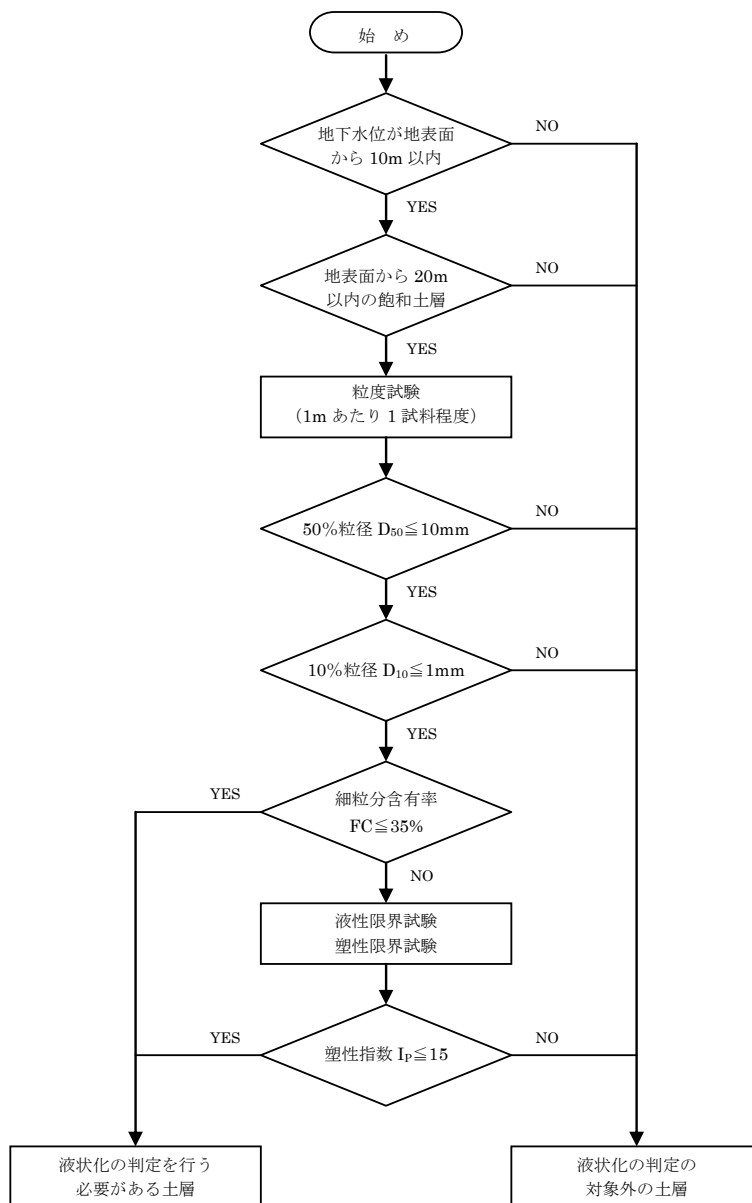 始　め
地下水位が地表面
から 10m 以内
NO
YES
地表面から 20m
以内の飽和土層
NO
YES
粒度試験
（1m あたり 1 試料程度）
50%粒径 D₅₀≦10mm
NO
YES
10%粒径 D₁₀≦1mm
NO
YES
YES
細粒分含有率
FC≦35%
NO
液性限界試験
塑性限界試験
YES
塑性指数 Iₚ≦15
NO
液状化の判定を行う
必要がある土層
液状化の判定の
対象外の土層